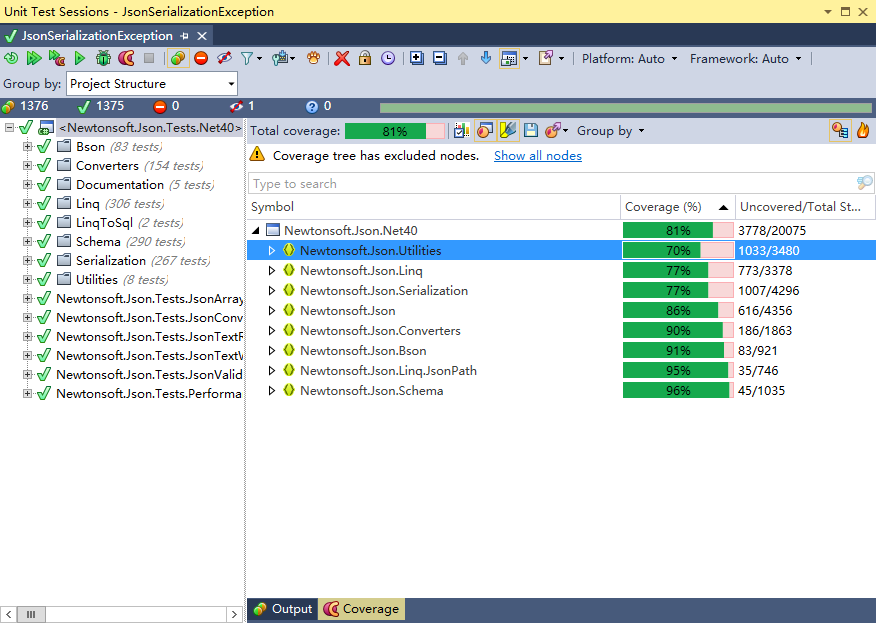 Unit Test Sessions - JsonSerializationException
JsonSerializationException
Platform: Auto Framework: Auto
Group by: Project Structure
1376 1375 0 1 0
<Newtonsoft.Json.Tests.Net40>
Bson (83 tests)
Converters (154 tests)
Documentation (5 tests)
Linq (306 tests)
LinqToSql (2 tests)
Schema (290 tests)
Serialization (267 tests)
Utilities (8 tests)
Newtonsoft.Json.Tests.JsonArray
Newtonsoft.Json.Tests.JsonConv
Newtonsoft.Json.Tests.JsonTextR
Newtonsoft.Json.Tests.JsonTextW
Newtonsoft.Json.Tests.JsonValid
Newtonsoft.Json.Tests.Performa
Total coverage: 81% Group by
Coverage tree has excluded nodes. Show all nodes
Type to search
Symbol Coverage (%) Uncovered/Total St...
Newtonsoft.Json.Net40 81% 3778/20075
Newtonsoft.Json.Utilities 70% 1033/3480
Newtonsoft.Json.Linq 77% 773/3378
Newtonsoft.Json.Serialization 77% 1007/4296
Newtonsoft.Json 86% 616/4356
Newtonsoft.Json.Converters 90% 186/1863
Newtonsoft.Json.Bson 91% 83/921
Newtonsoft.Json.Linq.JsonPath 95% 35/746
Newtonsoft.Json.Schema 96% 45/1035
Output Coverage